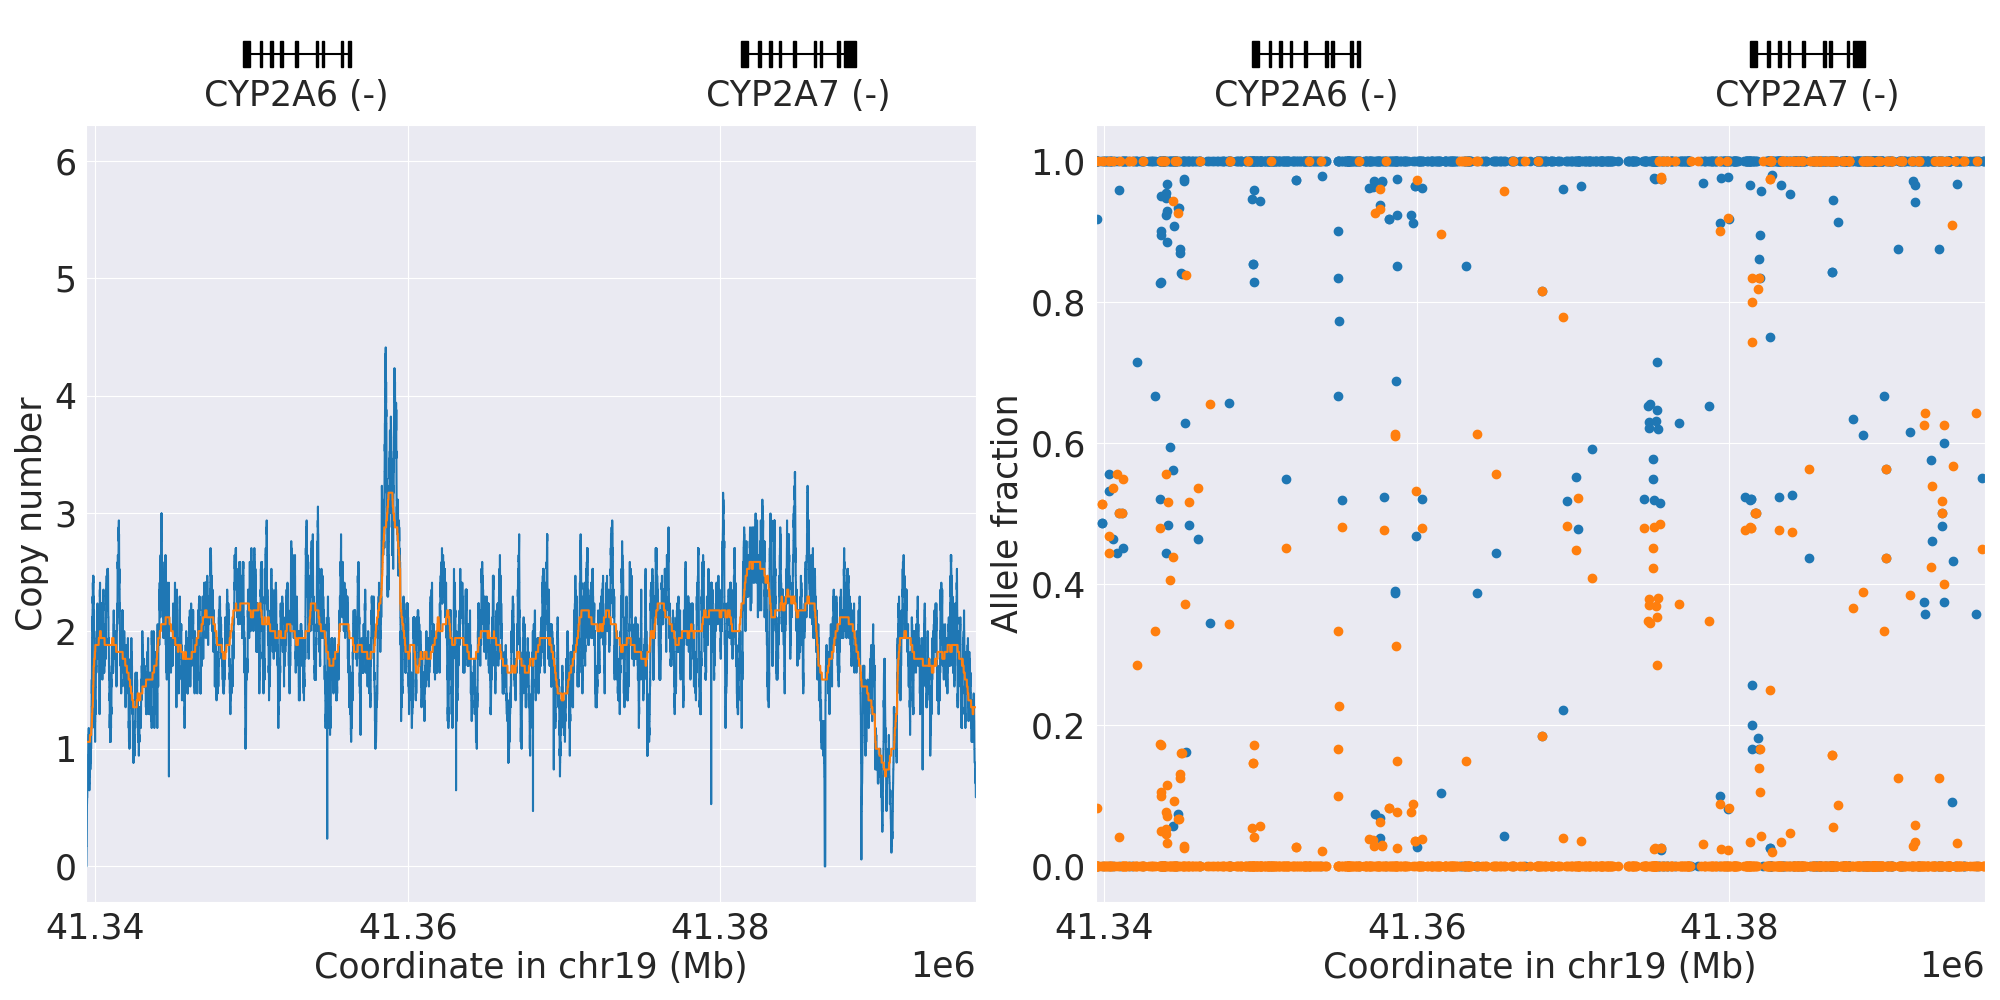 CYP2A6 (-)
CYP2A7 (-)
6
5
4
3
2
1
0
Copy number
41.34
41.36
41.38
Coordinate in chr19 (Mb)
1e6
CYP2A6 (-)
CYP2A7 (-)
1.0
0.8
0.6
0.4
0.2
0.0
Allele fraction
41.34
41.36
41.38
Coordinate in chr19 (Mb)
1e6